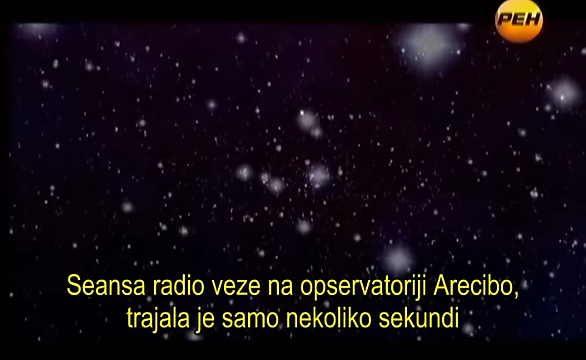 РЕН
Seansa radio veze na opservatoriji Arecibo,
trajala je samo nekoliko sekundi